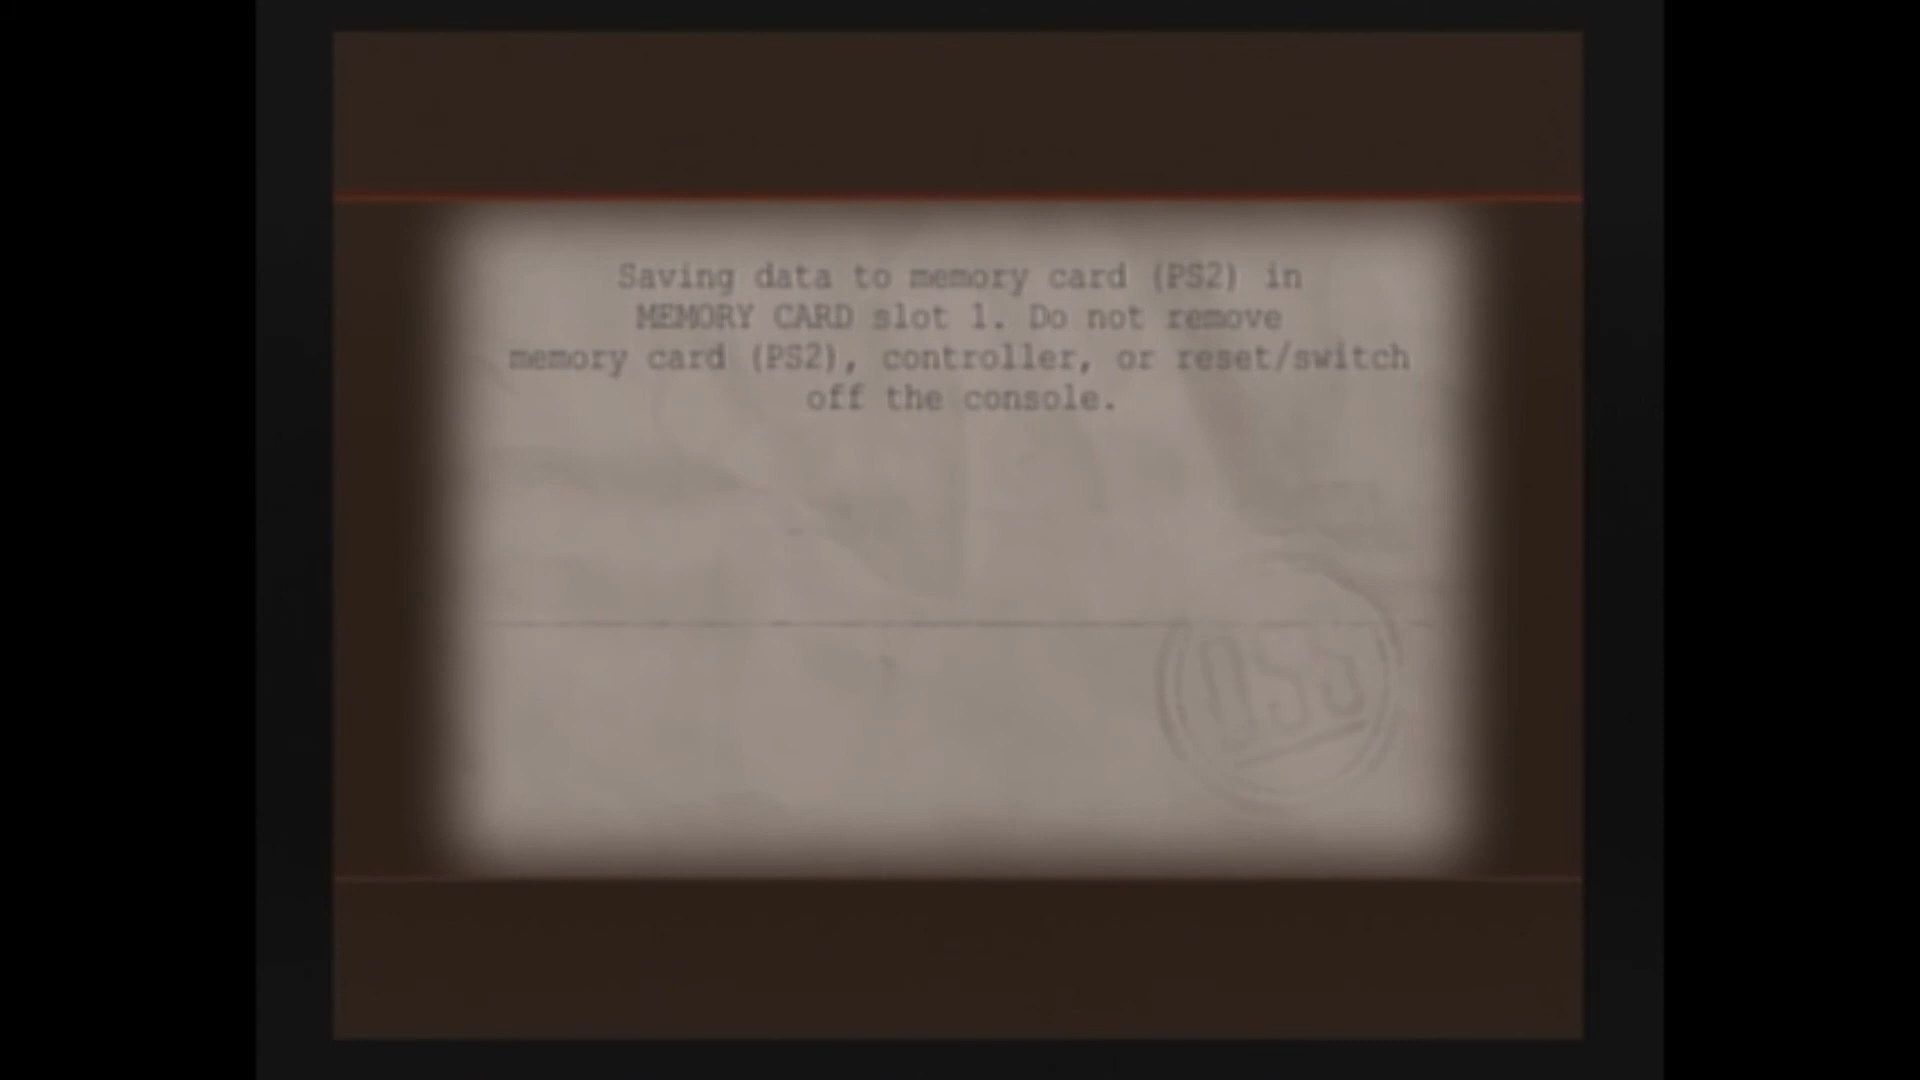 Saving data to memory card (PS2) in
MEMORY CARD slot 1. Do not remove
memory card (PS2), controller, or reset/switch
off the console.
OSS